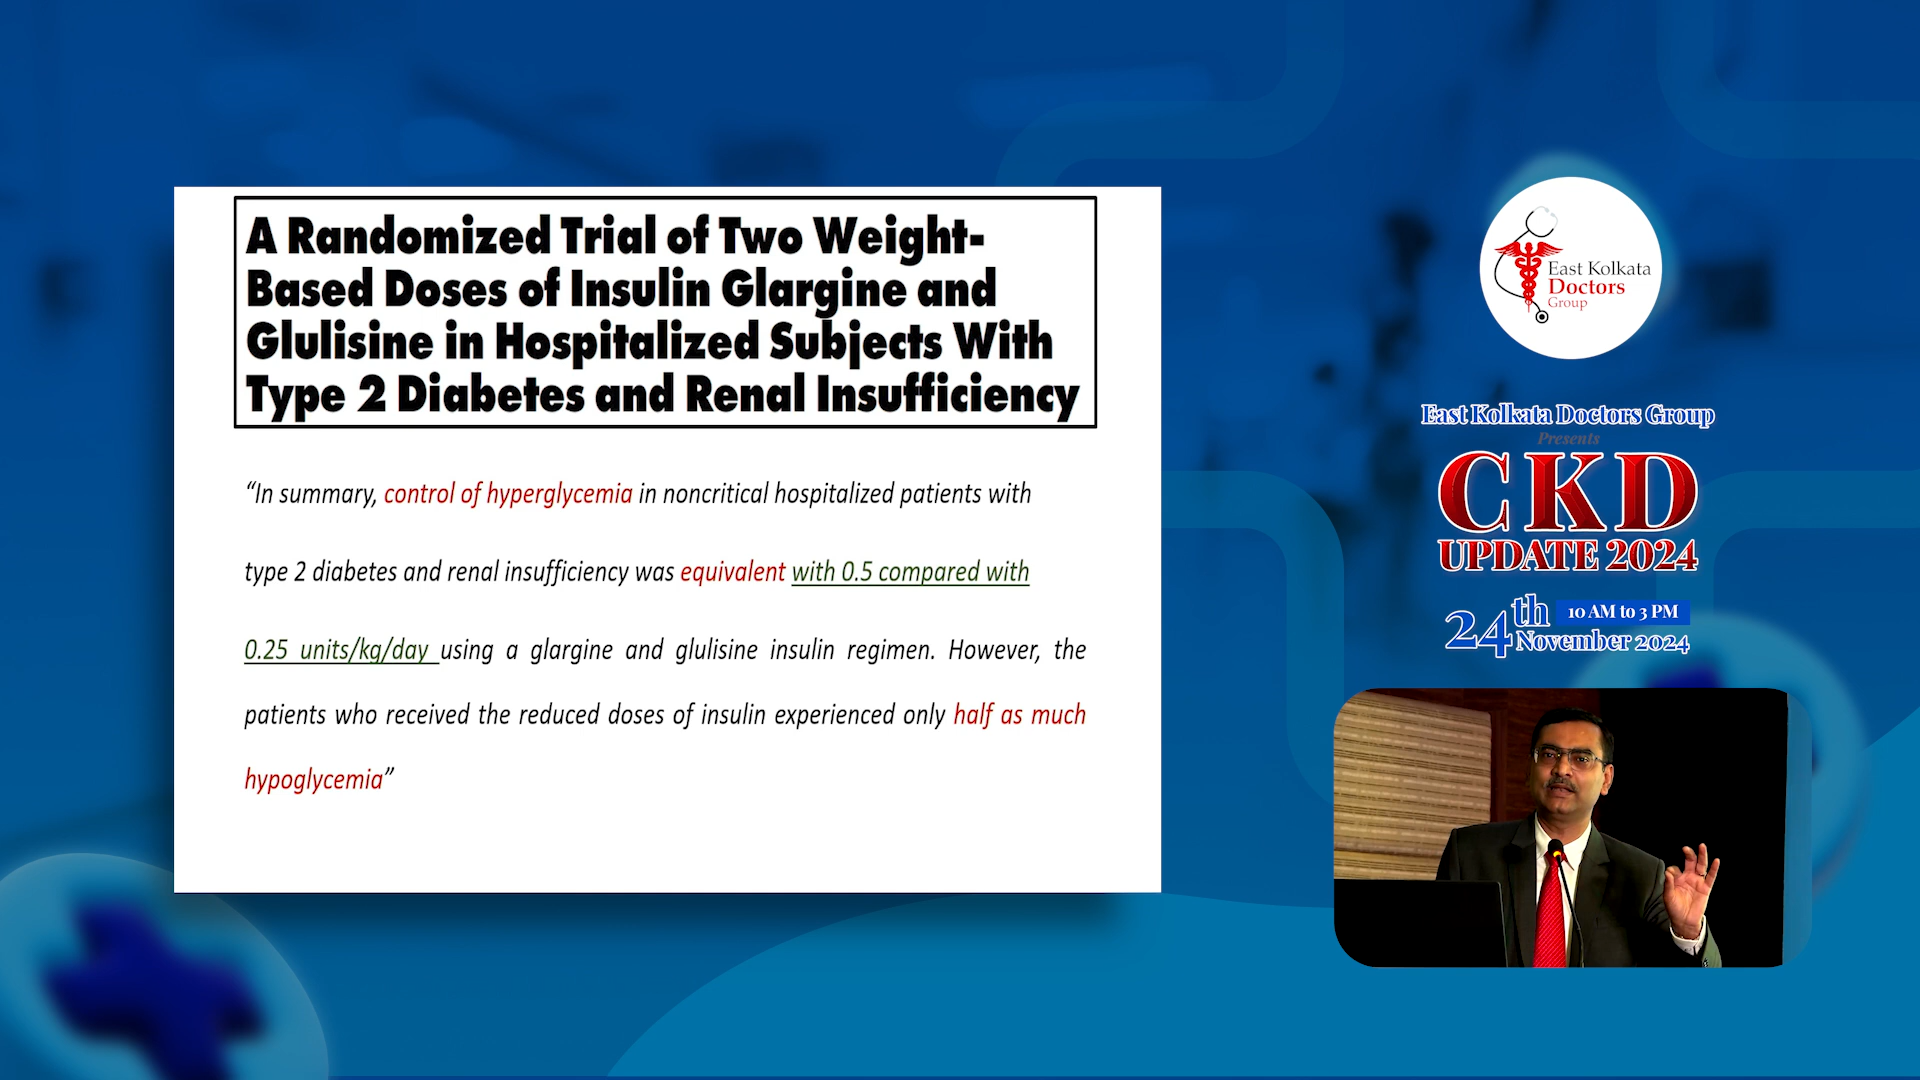 A Randomized Trial of Two Weight-
Based Doses of Insulin Glargine and
Glulisine in Hospitalized Subjects With
Type 2 Diabetes and Renal Insufficiency
“In summary, control of hyperglycemia in noncritical hospitalized patients with
type 2 diabetes and renal insufficiency was equivalent with 0.5 compared with
0.25 units/kg/day using a glargine and glulisine insulin regimen. However, the
patients who received the reduced doses of insulin experienced only half as much
hypoglycemia”
East Kolkata
Doctors
Group
East Kolkata Doctors Group
Presents
CKD
UPDATE 2024
24th
10 AM to 3 PM
November 2024